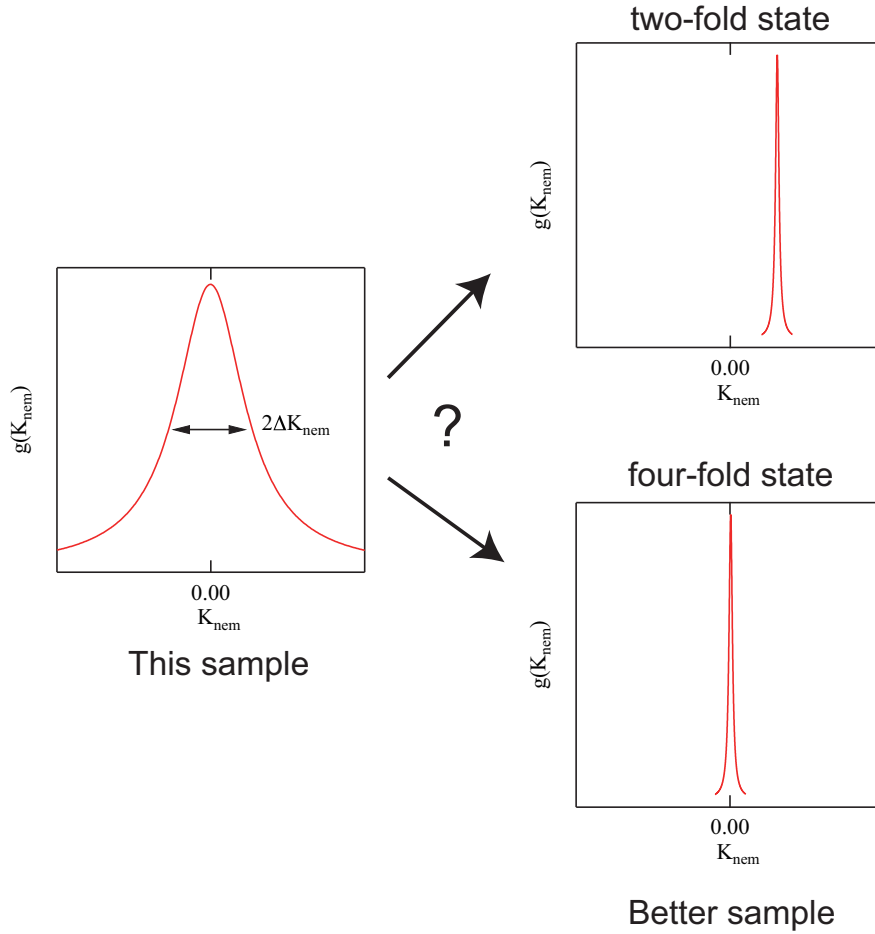 two-fold state
g(K_nem)
0.00
K_nem
g(K_nem)
2ΔK_nem
0.00
K_nem
This sample
?
four-fold state
g(K_nem)
0.00
K_nem
Better sample